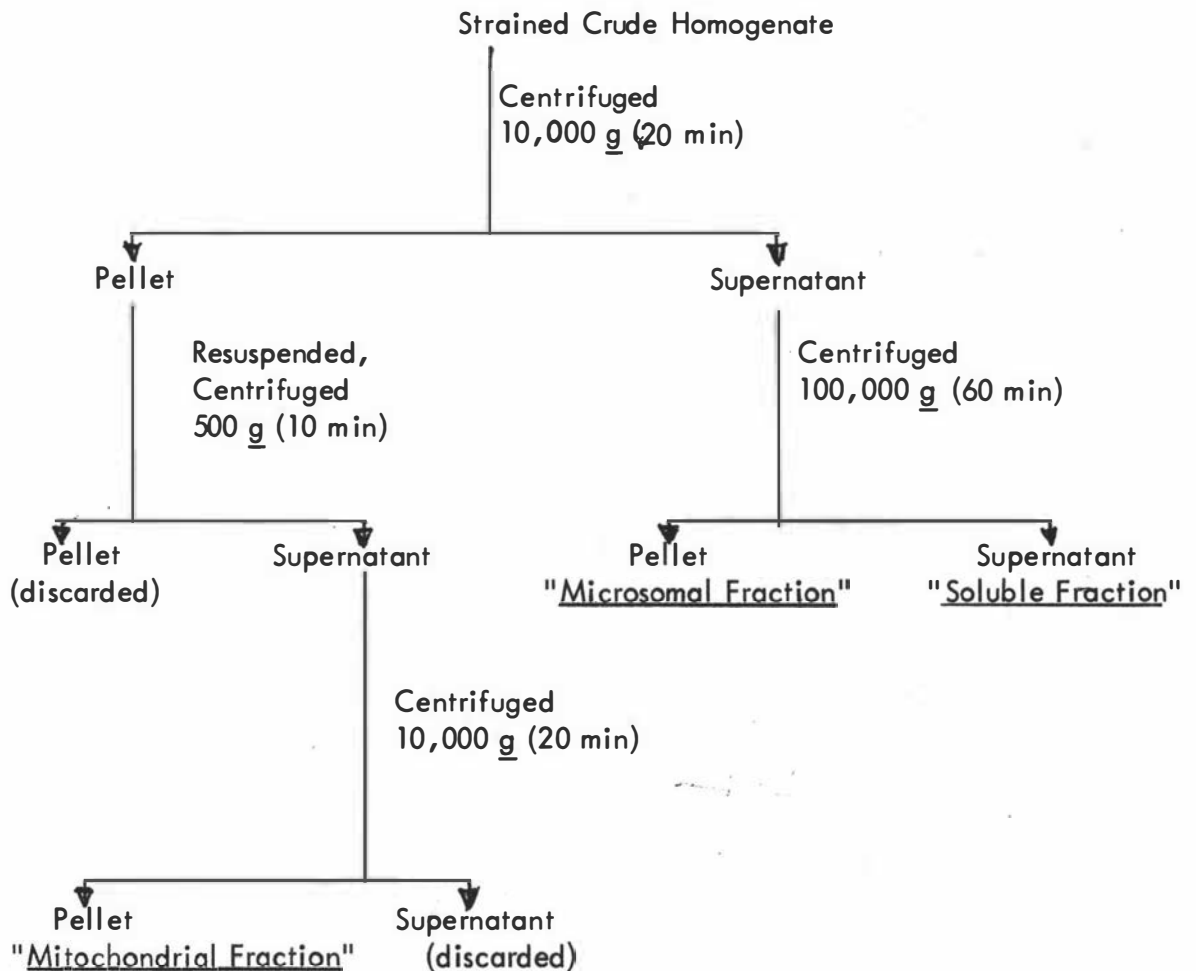 Strained Crude Homogenate
Centrifuged
10,000 g (20 min)
Pellet
Supernatant
Resuspended,
Centrifuged
500 g (10 min)
Centrifuged
100,000 g (60 min)
Pellet
(discarded)
Supernatant
Pellet
"Microsomal Fraction"
Supernatant
"Soluble Fraction"
Centrifuged
10,000 g (20 min)
Pellet
"Mitochondrial Fraction"
Supernatant
(discarded)